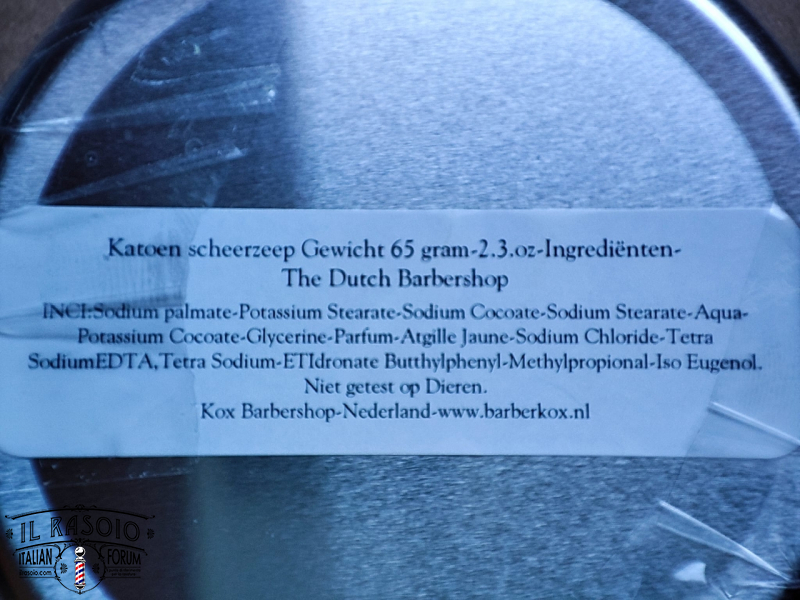 Katoen scheerzeep Gewicht 65 gram-2.3.oz-Ingrediënten-
The Dutch Barbershop
INCI:Sodium palmate-Potassium Stearate-Sodium Cocoate-Sodium Stearate-Aqua-
Potassium Cocoate-Glycerine-Parfum-Atgille Jaune-Sodium Chloride-Tetra
SodiumEDTA,Tetra Sodium-ETIdronate Butthylphenyl-Methylpropional-Iso Eugenol.
Niet getest op Dieren.
Kox Barbershop-Nederland-www.barberkox.nl
IL RASOIO
ITALIAN FORUM
ilrasoio.com